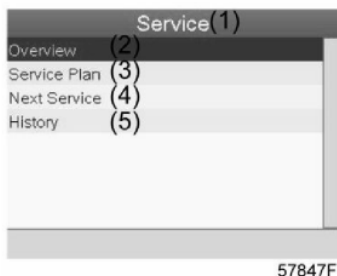 Service(1)
Overview (2)
Service Plan (3)
Next Service (4)
History (5)
57847F